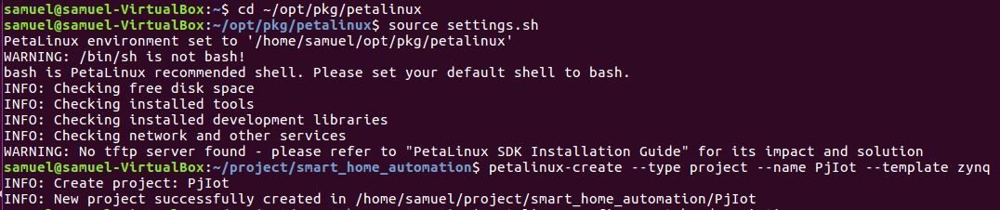 samuel@samuel-VirtualBox:~$ cd ~/opt/pkg/petalinux
samuel@samuel-VirtualBox:~/opt/pkg/petalinux$ source settings.sh
PetaLinux environment set to '/home/samuel/opt/pkg/petalinux'
WARNING: /bin/sh is not bash!
bash is PetaLinux recommended shell. Please set your default shell to bash.
INFO: Checking free disk space
INFO: Checking installed tools
INFO: Checking installed development libraries
INFO: Checking network and other services
WARNING: No tftp server found - please refer to "PetaLinux SDK Installation Guide" for its impact and solution
samuel@samuel-VirtualBox:~/project/smart_home_automation$ petalinux-create --type project --name PjIot --template zynq
INFO: Create project: PjIot
INFO: New project successfully created in /home/samuel/project/smart_home_automation/PjIot